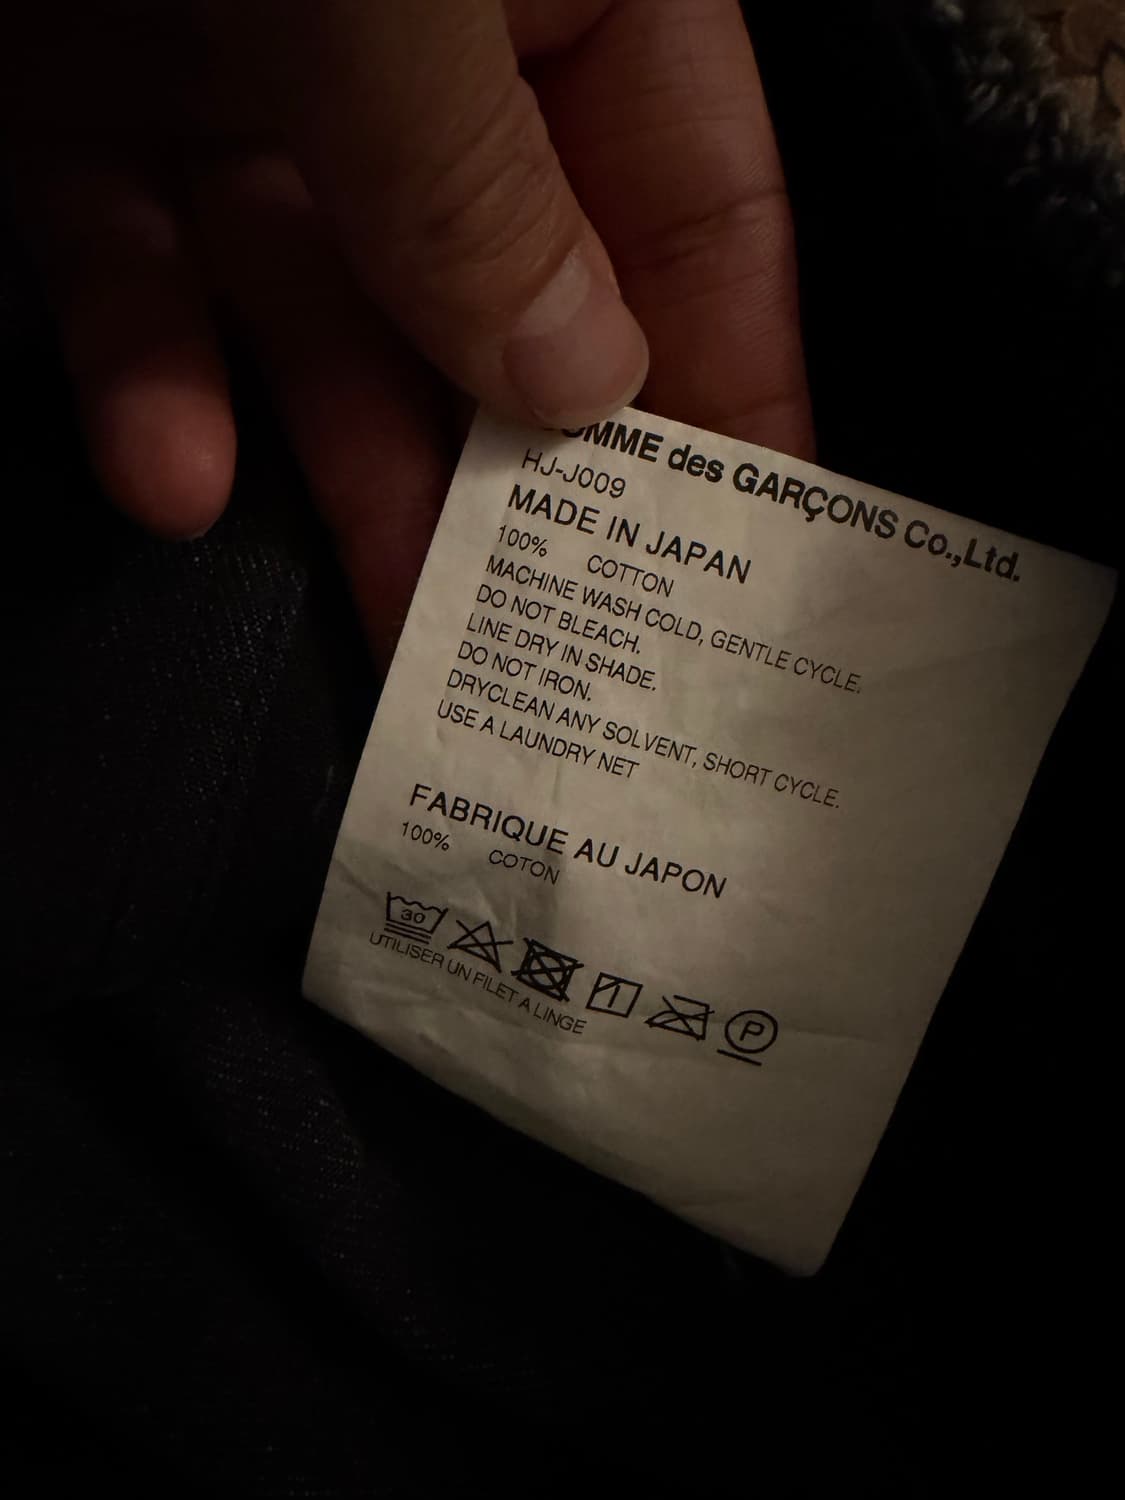 OMME des GARÇONS Co.,Ltd.
HJ-J009
MADE IN JAPAN
100% COTTON
MACHINE WASH COLD, GENTLE CYCLE.
DO NOT BLEACH.
LINE DRY IN SHADE.
DO NOT IRON.
DRYCLEAN ANY SOLVENT, SHORT CYCLE.
USE A LAUNDRY NET
FABRIQUE AU JAPON
100% COTON
30
P
UTILISER UN FILET A LINGE